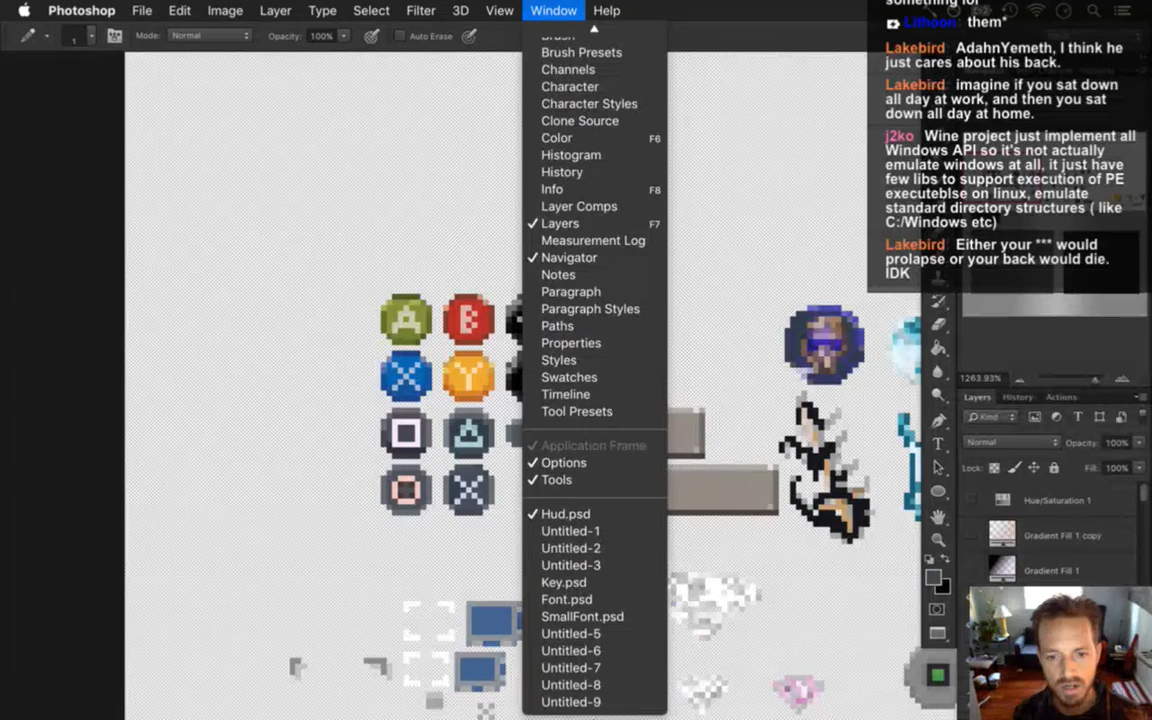 Photoshop File Edit Image Layer Type Select Filter 3D View Window Help
1 Mode: Normal Opacity: 100% Auto Erase
Brush Presets
Channels
Character
Character Styles
Clone Source
Color F6
Histogram
History
Info F8
Layer Comps
Layers F7
Measurement Log
Navigator
Notes
Paragraph
Paragraph Styles
Paths
Properties
Styles
Swatches
Timeline
Tool Presets
Application Frame
Options
Tools
Hud.psd
Untitled-1
Untitled-2
Untitled-3
Key.psd
Font.psd
SmallFont.psd
Untitled-5
Untitled-6
Untitled-7
Untitled-8
Untitled-9
A B
X Y
something for
Lithoon: them*
Lakebird: AdahnYemeth, I think he
just cares about his back.
Lakebird: imagine if you sat down
all day at work, and then you sat
down all day at home.
j2ko: Wine project just implement all
Windows API so it's not actually
emulate windows at all, it just have
few libs to support execution of PE
executeblse on linux, emulate
standard directory structures ( like
C:/Windows etc)
Lakebird: Either your *** would
prolapse or your back would die.
IDK
1263.93%
Layers History Actions
Kind
Normal Opacity: 100%
Lock: Fill: 100%
Hue/Saturation 1
Gradient Fill 1 copy
Gradient Fill 1